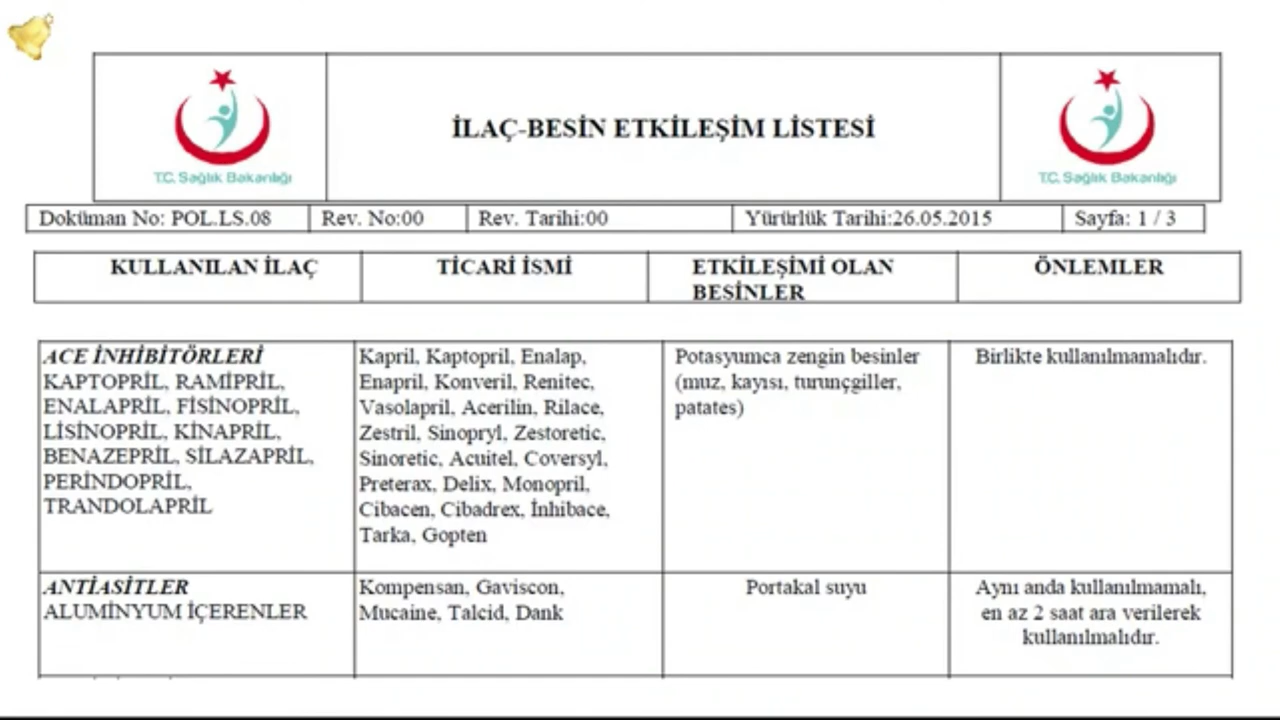 T.C. Sağlık Bakanlığı
İLAÇ-BESİN ETKİLEŞİM LİSTESİ
T.C. Sağlık Bakanlığı
Doküman No: POL.LS.08
Rev. No:00
Rev. Tarihi:00
Yürürlük Tarihi:26.05.2015
Sayfa: 1 / 3
KULLANILAN İLAÇ
TİCARİ İSMİ
ETKİLEŞİMİ OLAN
BESİNLER
ÖNLEMLER
ACE İNHİBİTÖRLERİ
KAPTOPRİL, RAMİPRİL,
ENALAPRİL, FİSİNOPRİL,
LİSİNOPRİL, KİNAPRİL,
BENAZEPRİL, SİLAZAPRİL,
PERİNDOPRİL,
TRANDOLAPRİL
Kapril, Kaptopril, Enalap,
Enapril, Konveril, Renitec,
Vasolapril, Acerilin, Rilace,
Zestril, Sinopryl, Zestoretic,
Sinoretic, Acuitel, Coversyl,
Preterax, Delix, Monopril,
Cibacen, Cibadrex, İnhibace,
Tarka, Gopten
Potasyumca zengin besinler
(muz, kayısı, turunçgiller,
patates)
Birlikte kullanılmamalıdır.
ANTİASİTLER
ALUMİNYUM İÇERENLER
Kompensan, Gaviscon,
Mucaine, Talcid, Dank
Portakal suyu
Aynı anda kullanılmamalı,
en az 2 saat ara verilerek
kullanılmalıdır.